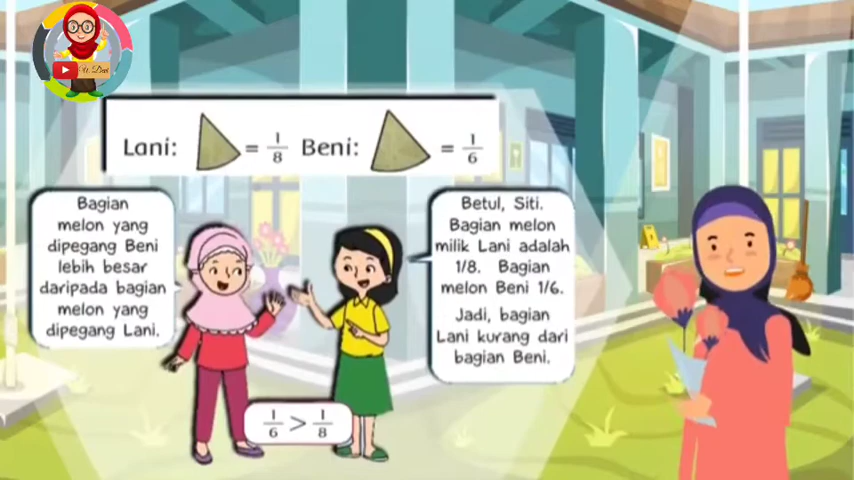 Lani: = 1/8 Beni: = 1/6
Bagian
melon yang
dipegang Beni
lebih besar
daripada bagian
melon yang
dipegang Lani.
Betul, Siti.
Bagian melon
milik Lani adalah
1/8. Bagian
melon Beni 1/6.
Jadi, bagian
Lani kurang dari
bagian Beni.
1/6 > 1/8